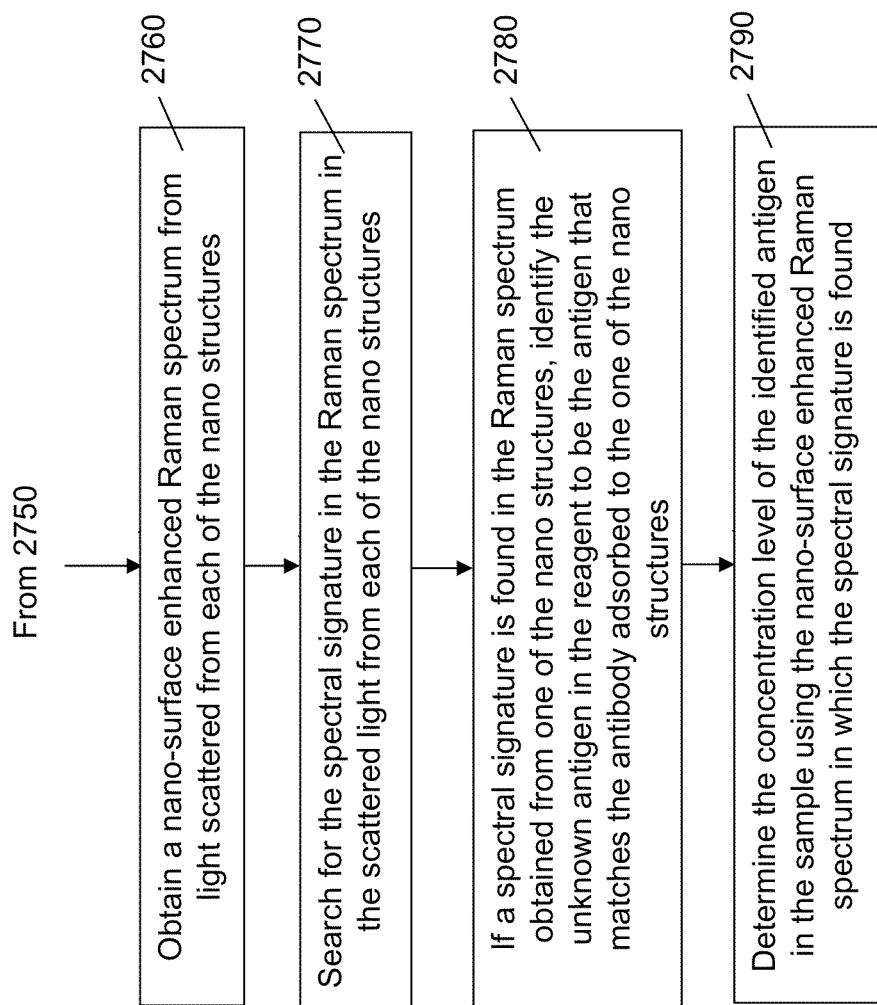 From 2750
2760
Obtain a nano-surface enhanced Raman spectrum from
light scattered from each of the nano structures
2770
Search for the spectral signature in the Raman spectrum in
the scattered light from each of the nano structures
2780
If a spectral signature is found in the Raman spectrum
obtained from one of the nano structures, identify the
unknown antigen in the reagent to be the antigen that
matches the antibody adsorbed to the one of the nano
structures
2790
Determine the concentration level of the identified antigen
in the sample using the nano-surface enhanced Raman
spectrum in which the spectral signature is found